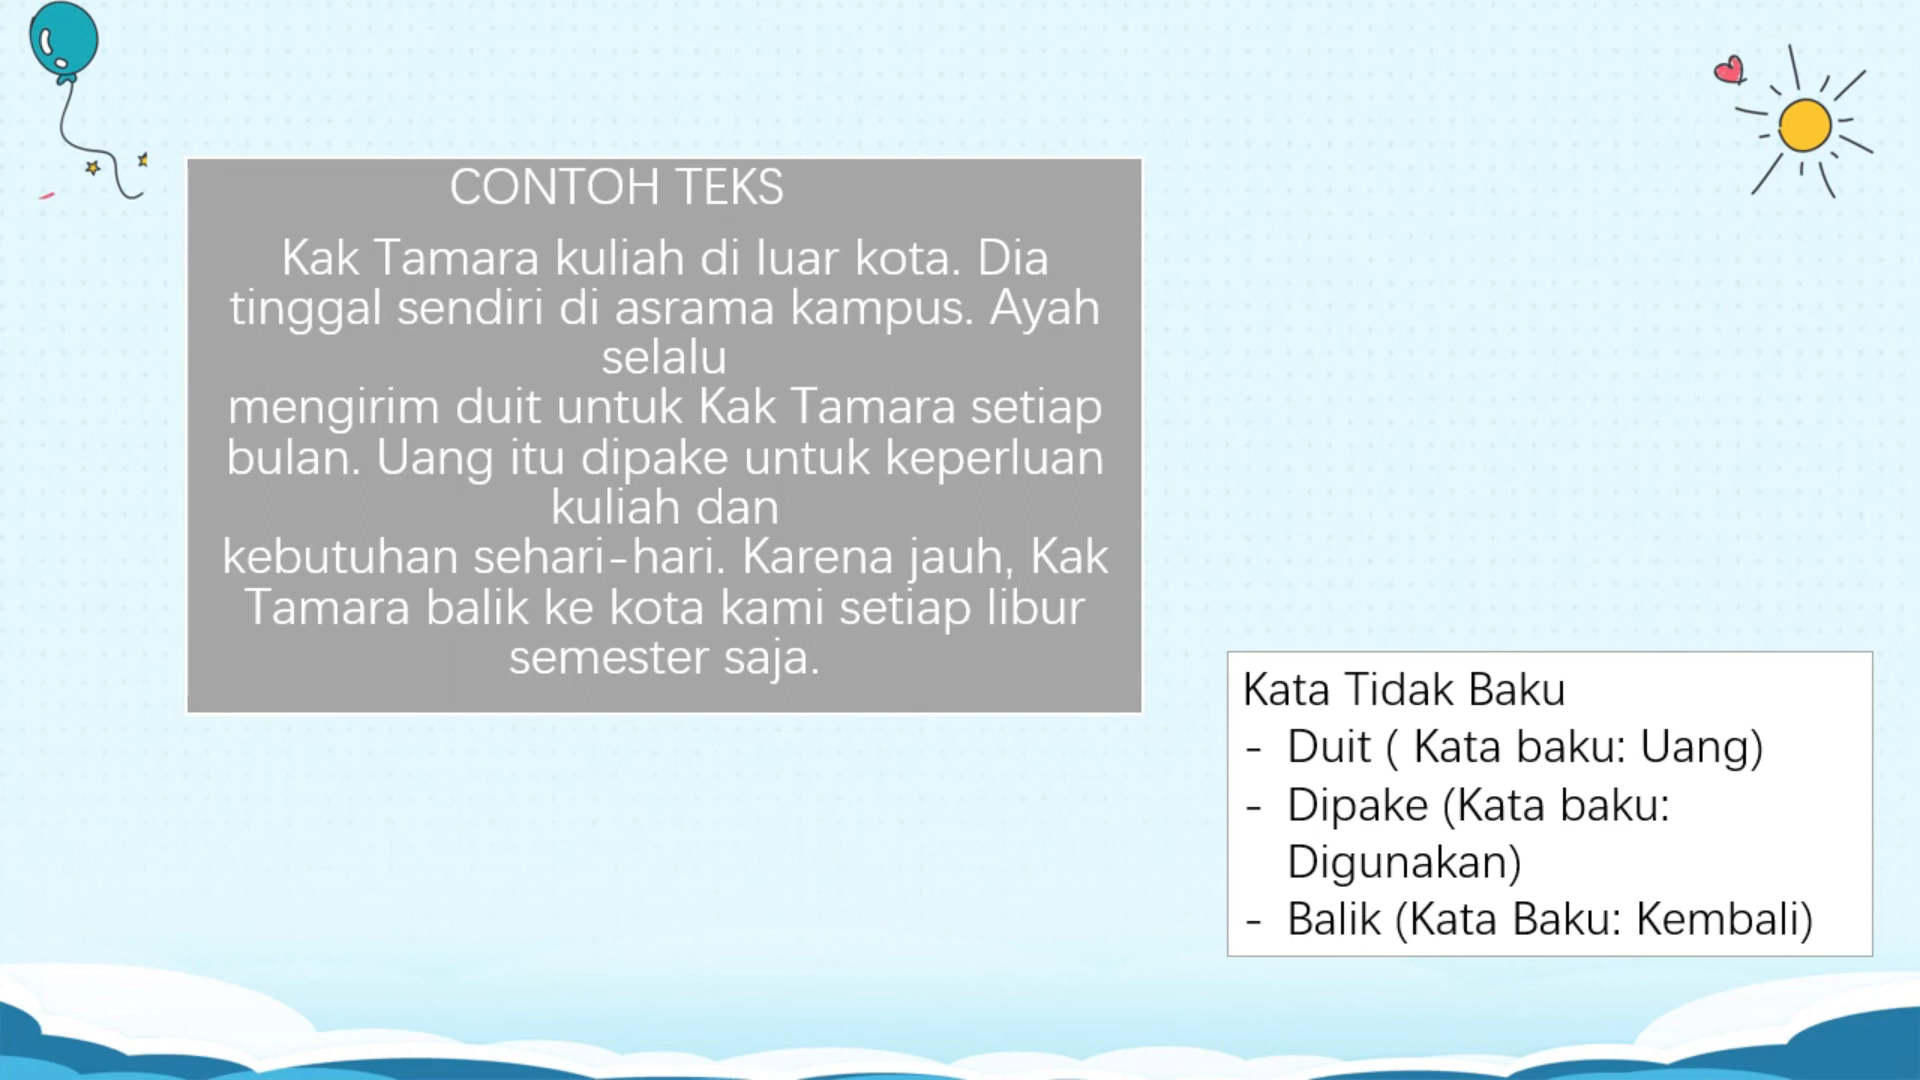 CONTOH TEKS
Kak Tamara kuliah di luar kota. Dia
tinggal sendiri di asrama kampus. Ayah
selalu
mengirim duit untuk Kak Tamara setiap
bulan. Uang itu dipake untuk keperluan
kuliah dan
kebutuhan sehari-hari. Karena jauh, Kak
Tamara balik ke kota kami setiap libur
semester saja.
Kata Tidak Baku
- Duit ( Kata baku: Uang)
- Dipake (Kata baku:
Digunakan)
- Balik (Kata Baku: Kembali)